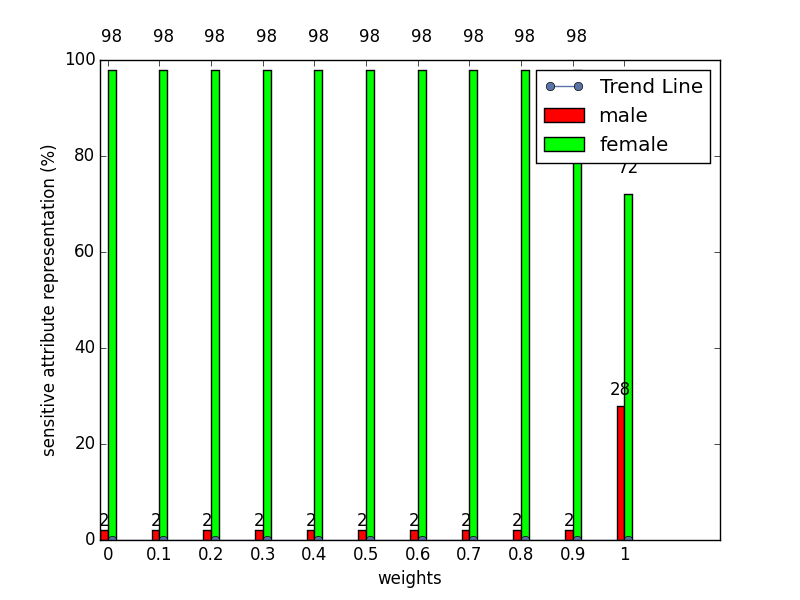 98 98 98 98 98 98 98 98 98 98
100
Trend Line
male
female
80
72
60
40
28
20
2 2 2 2 2 2 2 2 2 2
0
0 0.1 0.2 0.3 0.4 0.5 0.6 0.7 0.8 0.9 1
weights
sensitive attribute representation (%)